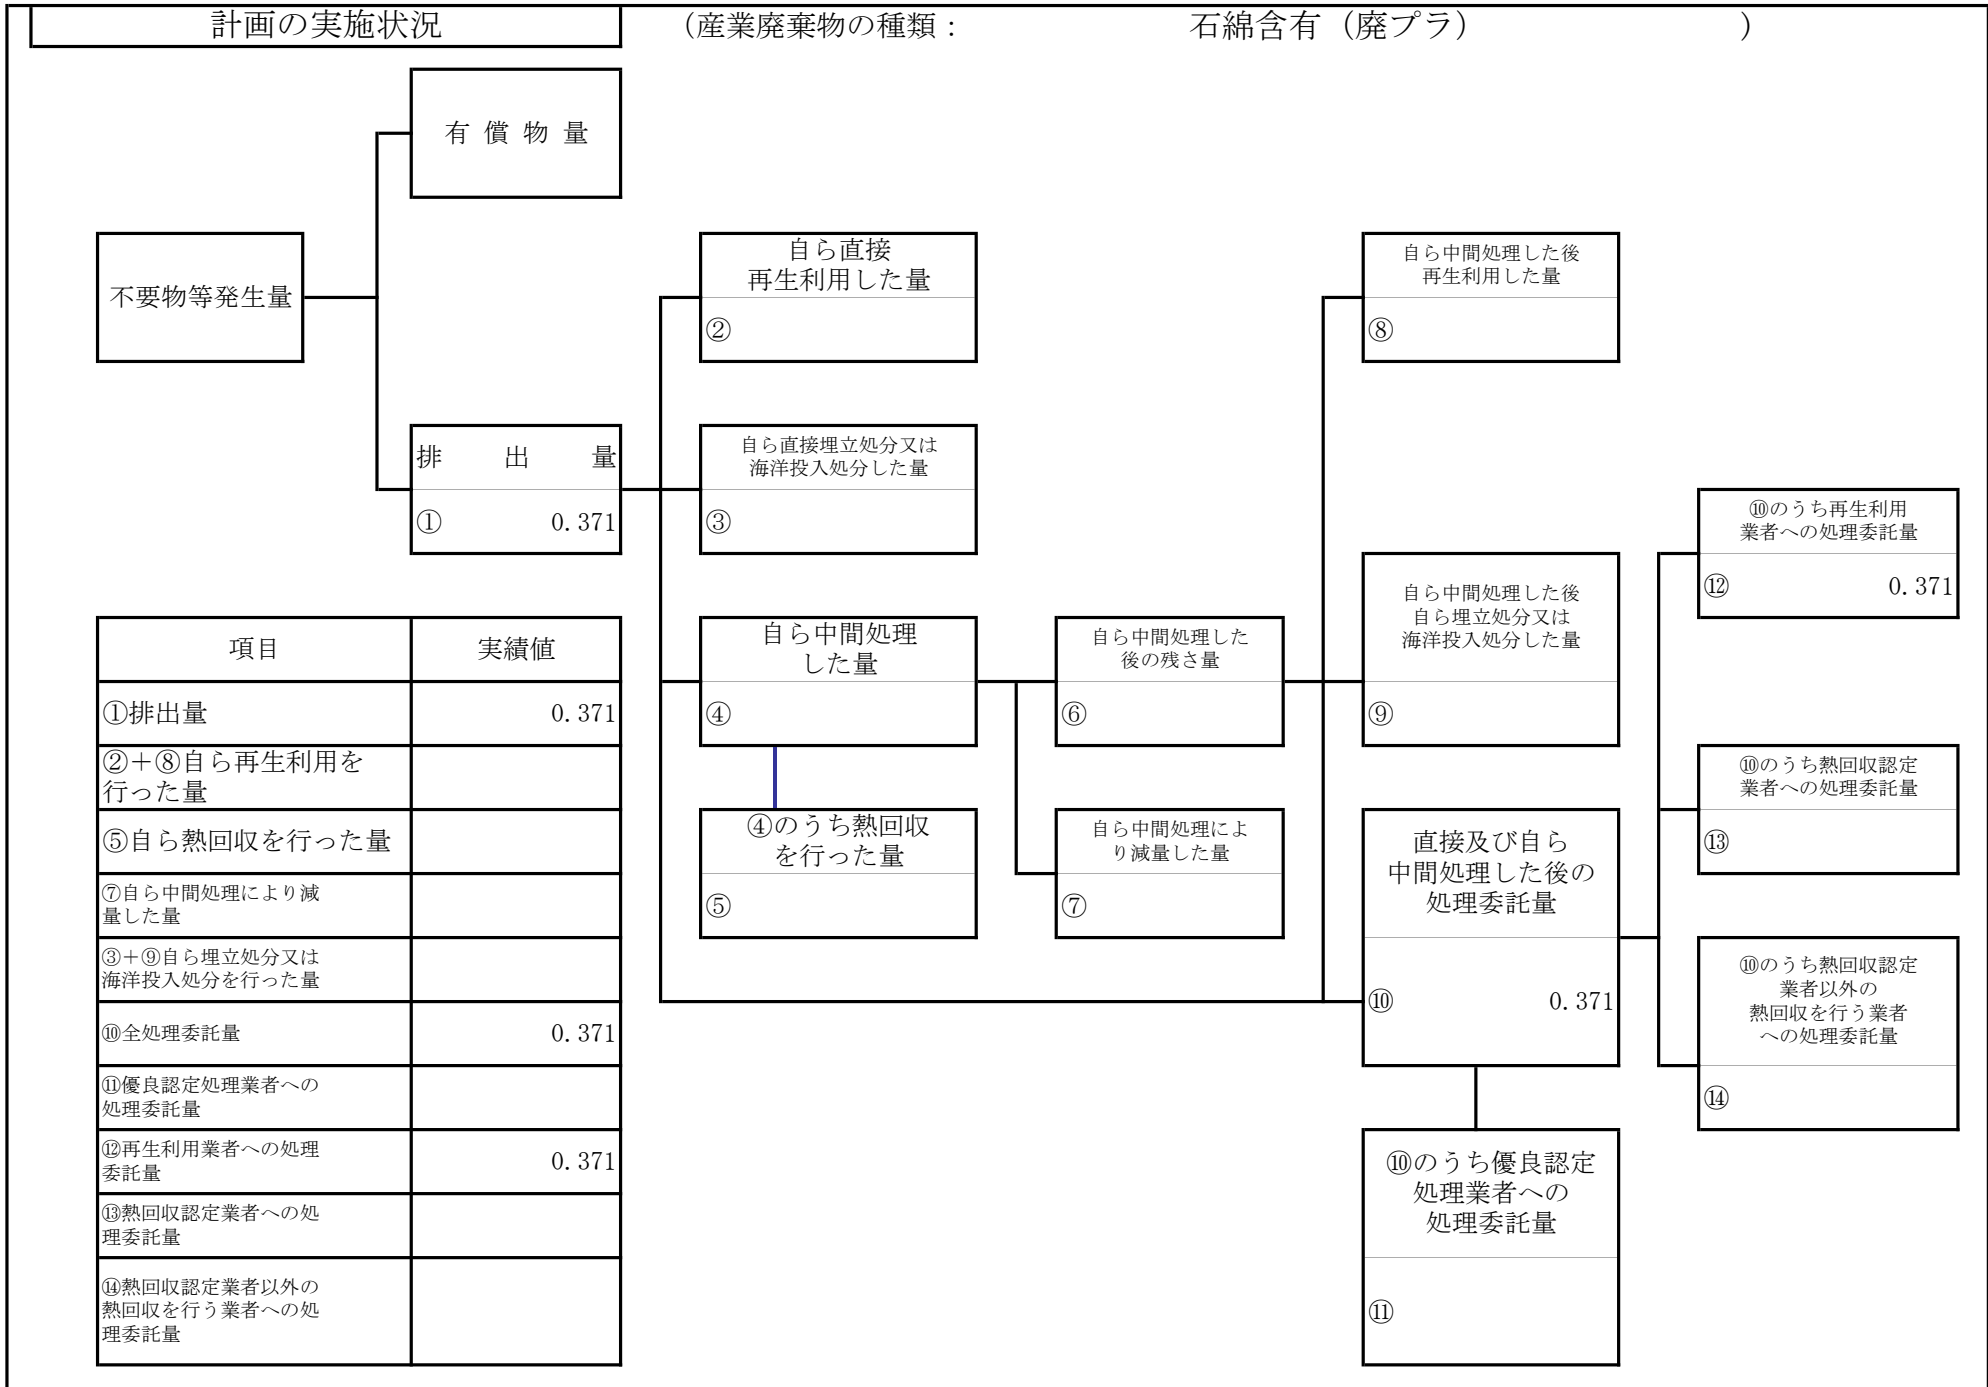 計画の実施状況
（産業廃棄物の種類： 石綿含有（廃プラ） ）
有 償 物 量
不要物等発生量
排 出 量
① 0.371
自ら直接
再生利用した量
②
自ら直接埋立処分又は
海洋投入処分した量
③
自ら中間処理
した量
④
④のうち熱回収
を行った量
⑤
自ら中間処理した
後の残さ量
⑥
自ら中間処理によ
り減量した量
⑦
自ら中間処理した後
再生利用した量
⑧
自ら中間処理した後
自ら埋立処分又は
海洋投入処分した量
⑨
直接及び自ら
中間処理した後の
処理委託量
⑩ 0.371
⑩のうち優良認定
処理業者への
処理委託量
⑪
⑩のうち再生利用
業者への処理委託量
⑫ 0.371
⑩のうち熱回収認定
業者への処理委託量
⑬
⑩のうち熱回収認定
業者以外の
熱回収を行う業者
への処理委託量
⑭
項目 実績値
①排出量 0.371
②＋⑧自ら再生利用を
行った量
⑤自ら熱回収を行った量
⑦自ら中間処理により減
量した量
③＋⑨自ら埋立処分又は
海洋投入処分を行った量
⑩全処理委託量 0.371
⑪優良認定処理業者への
処理委託量
⑫再生利用業者への処理
委託量 0.371
⑬熱回収認定業者への処
理委託量
⑭熱回収認定業者以外の
熱回収を行う業者への処
理委託量